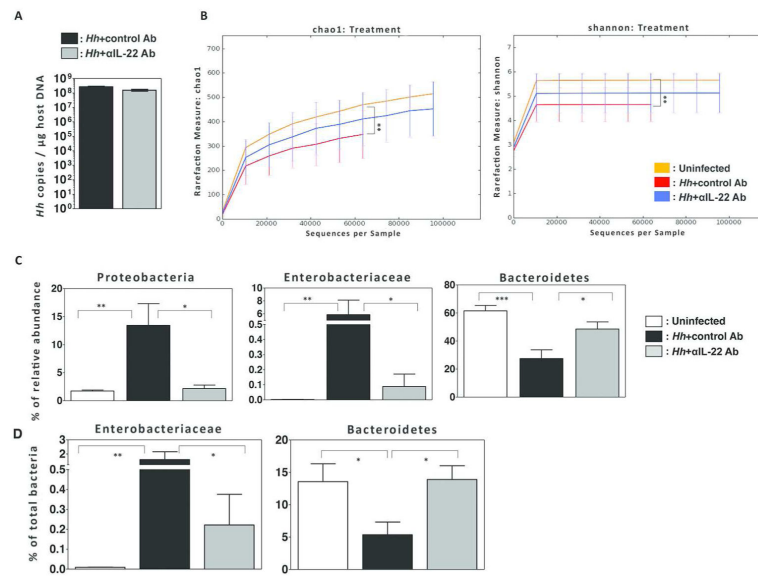 A
: Hh+control Ab
: Hh+αIL-22 Ab
Hh copies / µg host DNA
10⁹
10⁸
10⁷
10⁶
10⁵
10⁴
10³
10²
10¹
10⁰
B
chao1: Treatment
Rarefaction Measure: chao1
700
600
500
400
300
200
100
0
**
0 20000 40000 60000 80000 100000
Sequences per Sample
shannon: Treatment
Rarefaction Measure: shannon
7
6
5
4
3
2
1
0
**
: Uninfected
: Hh+control Ab
: Hh+αIL-22 Ab
0 20000 40000 60000 80000 100000
Sequences per Sample
C
% of relative abundance
Proteobacteria
20
15
10
5
0
** *
Enterobacteriaceae
8
6
0.5
0.4
0.3
0.2
0.1
0.0
** *
Bacteroidetes
80
60
40
20
0
*** *
: Uninfected
: Hh+control Ab
: Hh+αIL-22 Ab
D
% of total bacteria
Enterobacteriaceae
3
2
0.5
0.4
0.3
0.2
0.1
0.0
** *
Bacteroidetes
20
15
10
5
0
* *